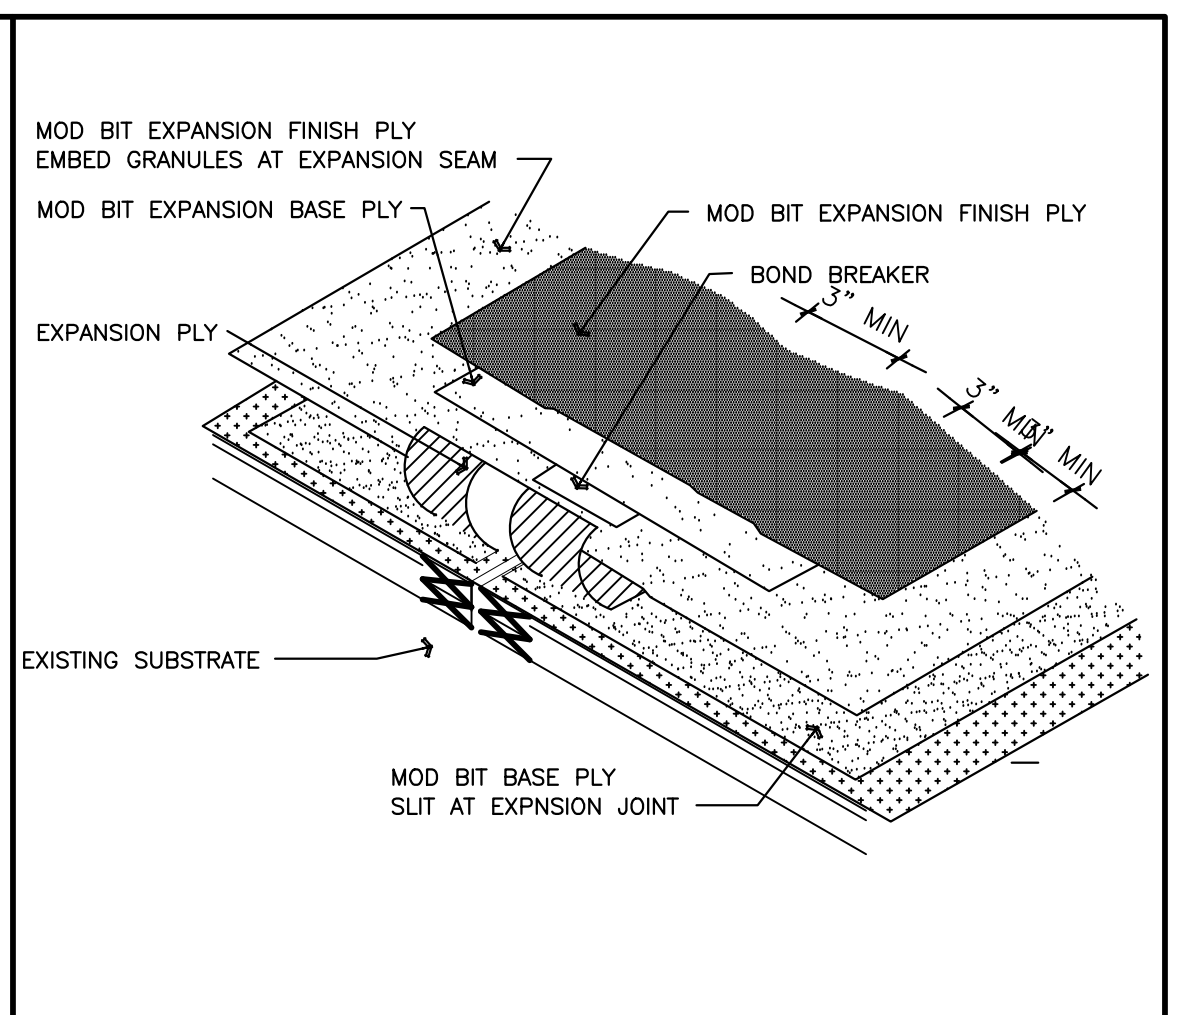 MOD BIT EXPANSION FINISH PLY
EMBED GRANULES AT EXPANSION SEAM
MOD BIT EXPANSION BASE PLY
MOD BIT EXPANSION FINISH PLY
BOND BREAKER
3" MIN
EXPANSION PLY
3" MIN
3" MIN
EXISTING SUBSTRATE
MOD BIT BASE PLY
SLIT AT EXPNSION JOINT